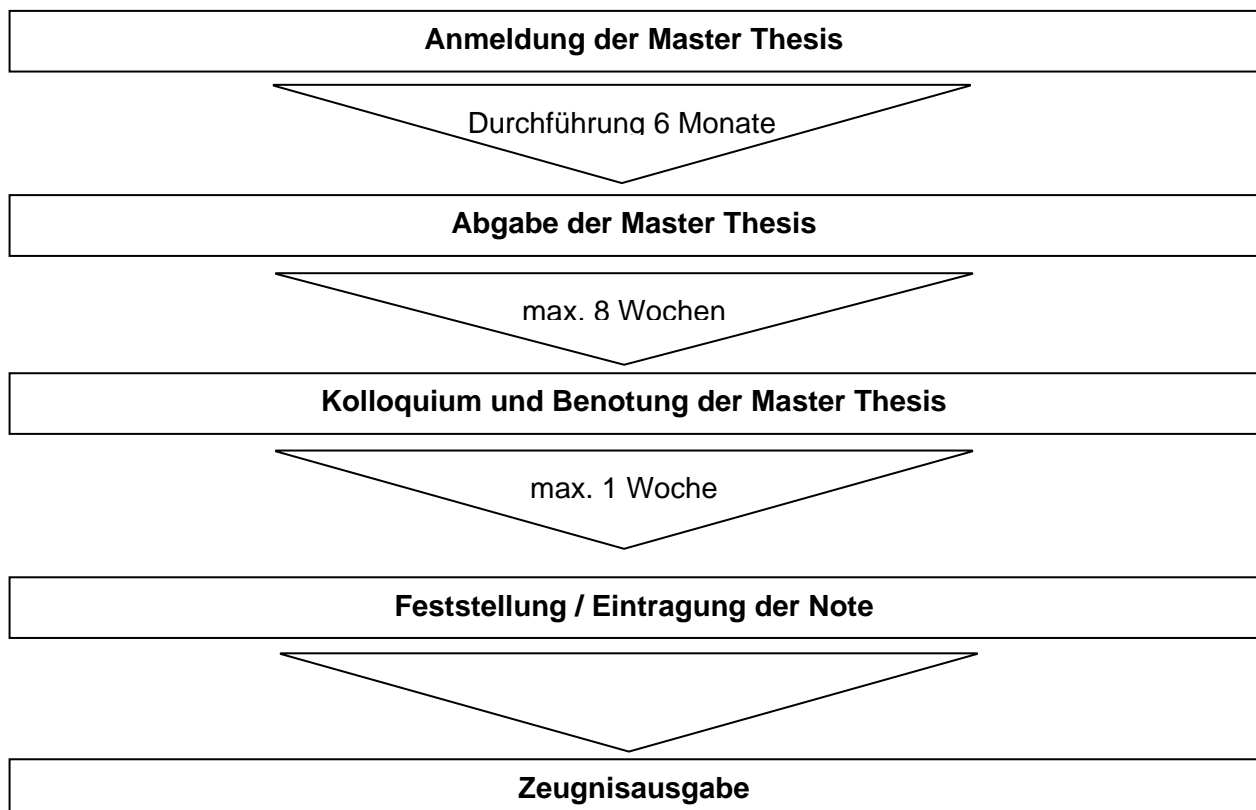 Anmeldung der Master Thesis
Durchführung 6 Monate
Abgabe der Master Thesis
max. 8 Wochen
Kolloquium und Benotung der Master Thesis
max. 1 Woche
Feststellung / Eintragung der Note
Zeugnisausgabe